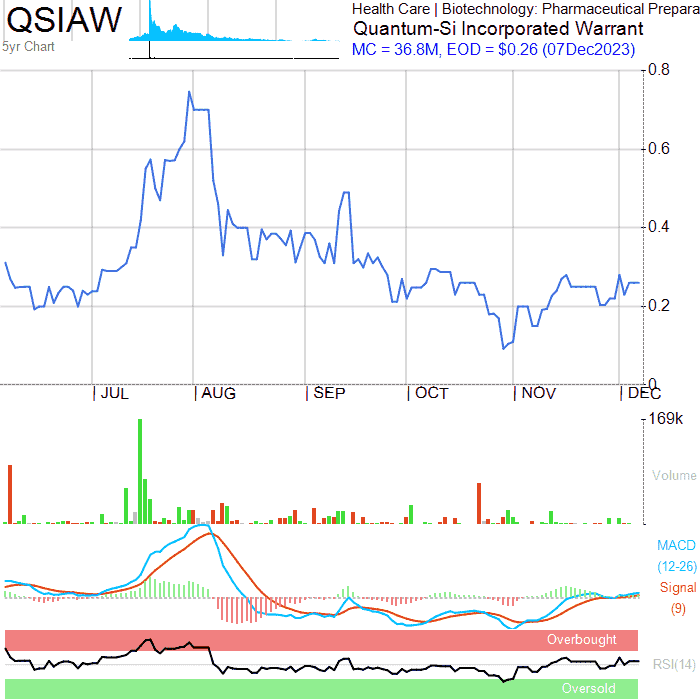 QSIAW
5yr Chart
Health Care | Biotechnology: Pharmaceutical Prepara
Quantum-Si Incorporated Warrant
MC = 36.8M, EOD = $0.26 (07Dec2023)
0.8
0.6
0.4
0.2
0
JUL AUG SEP OCT NOV DEC
169k
Volume
MACD
(12-26)
Signal
(9)
Overbought
RSI(14)
Oversold